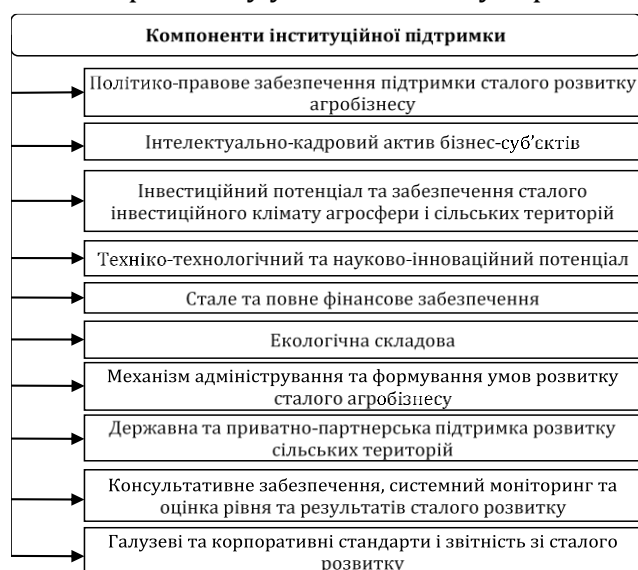 Компоненти інституційної підтримки
Політико-правове забезпечення підтримки сталого розвитку
агробізнесу
Інтелектуально-кадровий актив бізнес-суб'єктів
Інвестиційний потенціал та забезпечення сталого
інвестиційного клімату агросфери і сільських територій
Техніко-технологічний та науково-інноваційний потенціал
Стале та повне фінансове забезпечення
Екологічна складова
Механізм адміністрування та формування умов розвитку
сталого агробізнесу
Державна та приватно-партнерська підтримка розвитку
сільських територій
Консультативне забезпечення, системний моніторинг та
оцінка рівня та результатів сталого розвитку
Галузеві та корпоративні стандарти і звітність зі сталого
розвитку